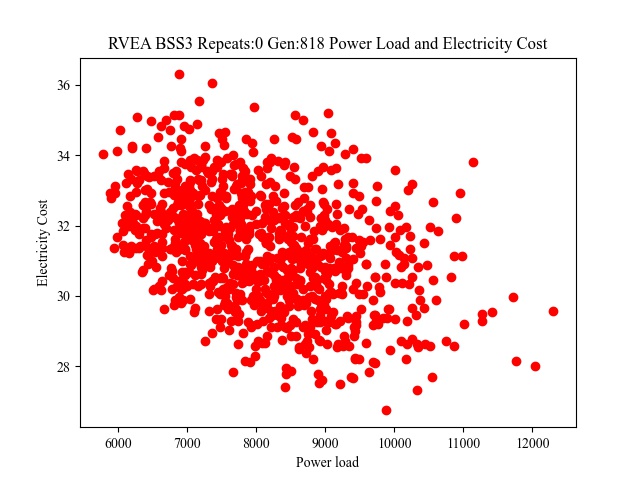 RVEA BSS3 Repeats:0 Gen:818 Power Load and Electricity Cost
36
34
32
30
28
Electricity Cost
6000 7000 8000 9000 10000 11000 12000
Power load